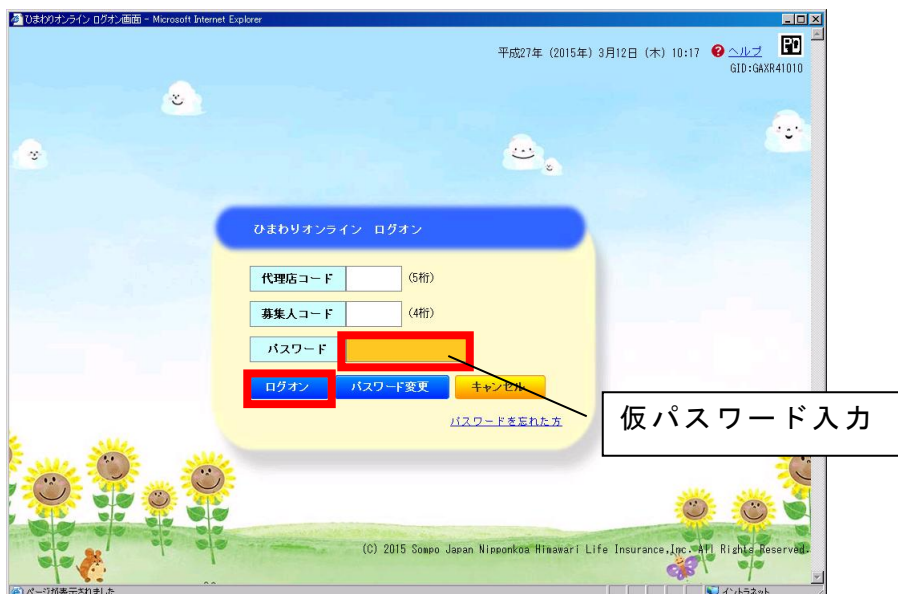 ひまわりオンライン ログオン画面 - Microsoft Internet Explorer
平成27年 (2015年) 3月12日 (木) 10:17 ヘルプ
GID:GAXR41010
ひまわりオンライン ログオン
代理店コード (5桁)
募集人コード (4桁)
パスワード
ログオン パスワード変更 キャンセル
仮パスワード入力
パスワードを忘れた方
(C) 2015 Sompo Japan Nipponkoa Himawari Life Insurance,Inc. All Rights Reserved.
ページが表示されました イントラネット